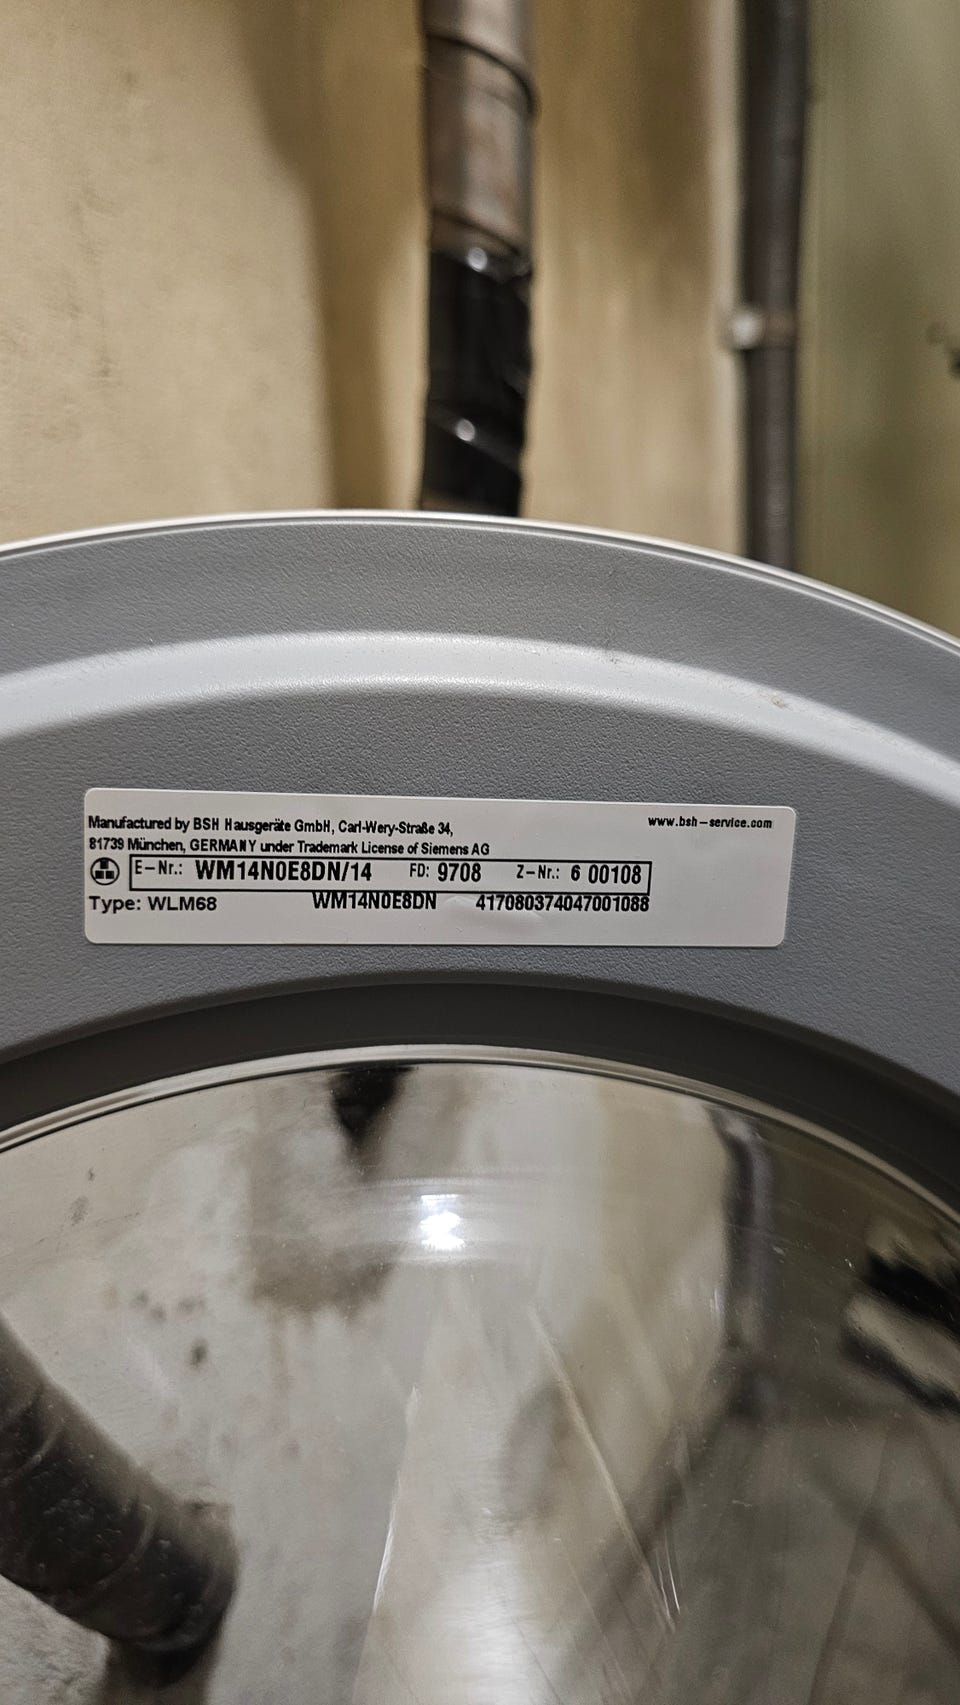 Manufactured by BSH Hausgeräte GmbH, Carl-Wery-Straße 34, www.bsh-service.com
81739 München, GERMANY under Trademark License of Siemens AG
E-Nr.: WM14N0E8DN/14 FD: 9708 Z-Nr.: 6 00108
Type: WLM68 WM14N0E8DN 417080374047001088